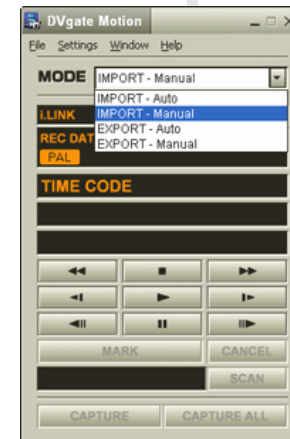 DVgate Motion
File Settings Window Help
MODE IMPORT - Manual
IMPORT - Auto
i.LINK IMPORT - Manual
REC DAT EXPORT - Auto
PAL EXPORT - Manual
TIME CODE
MARK CANCEL
SCAN
CAPTURE CAPTURE ALL